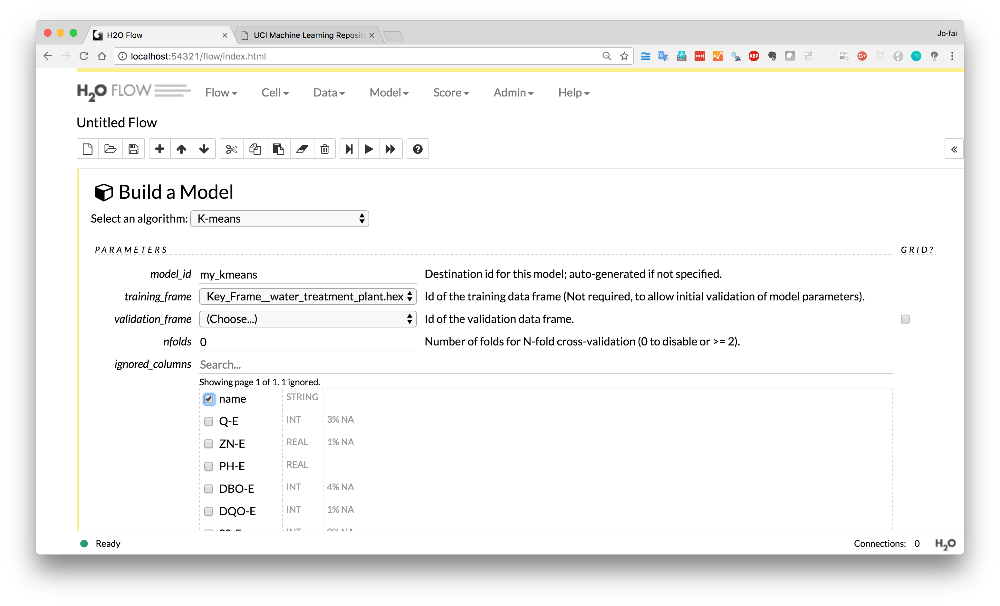 H2O Flow
UCI Machine Learning Reposito
Jo-fai
localhost:54321/flow/index.html
H2O FLOW Flow Cell Data Model Score Admin Help
Untitled Flow
Build a Model
Select an algorithm: K-means
PARAMETERS GRID?
model_id my_kmeans Destination id for this model; auto-generated if not specified.
training_frame Key_Frame__water_treatment_plant.hex Id of the training data frame (Not required, to allow initial validation of model parameters).
validation_frame (Choose...) Id of the validation data frame.
nfolds 0 Number of folds for N-fold cross-validation (0 to disable or >= 2).
ignored_columns Search...
Showing page 1 of 1. 1 ignored.
name STRING
Q-E INT 3% NA
ZN-E REAL 1% NA
PH-E REAL
DBO-E INT 4% NA
DQO-E INT 1% NA
Ready Connections: 0 H2O